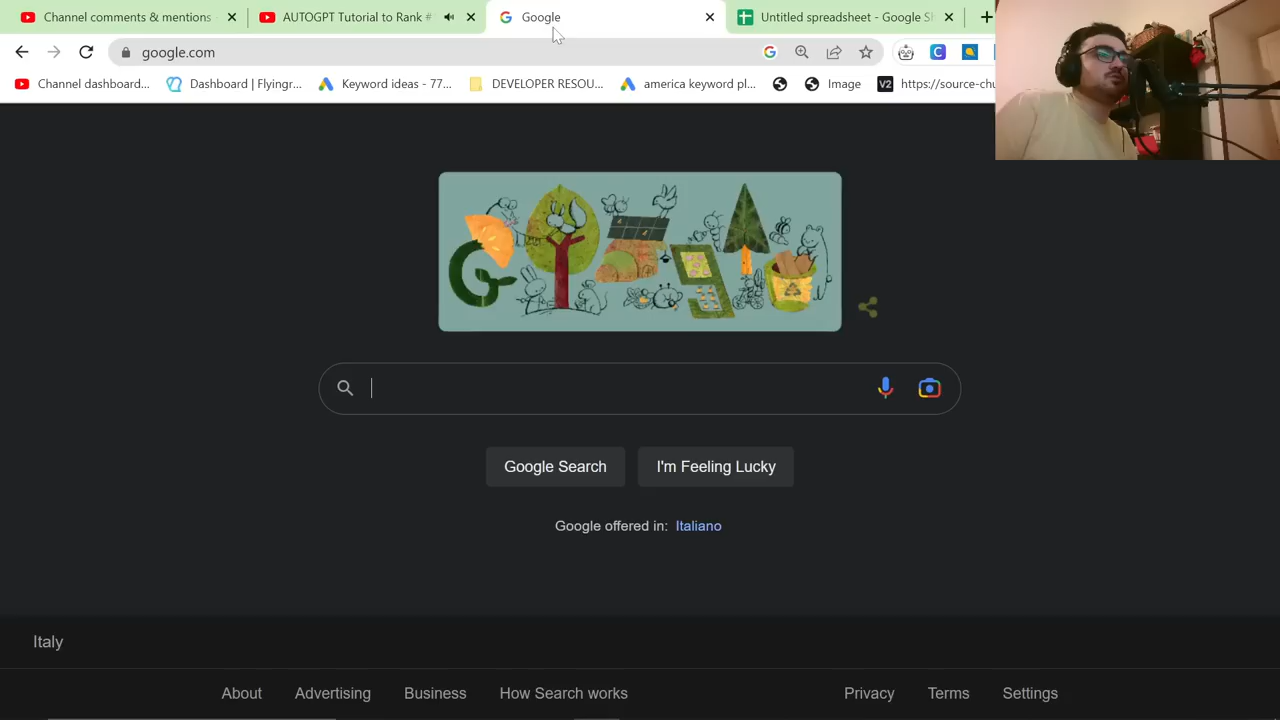 Channel comments & mentions
AUTOGPT Tutorial to Rank #
Google
Untitled spreadsheet - Google Sh
google.com
Channel dashboard...
Dashboard | Flyingr...
Keyword ideas - 77...
DEVELOPER RESOU...
america keyword pl...
Image
https://source-chu
Google Search
I'm Feeling Lucky
Google offered in: Italiano
Italy
About
Advertising
Business
How Search works
Privacy
Terms
Settings